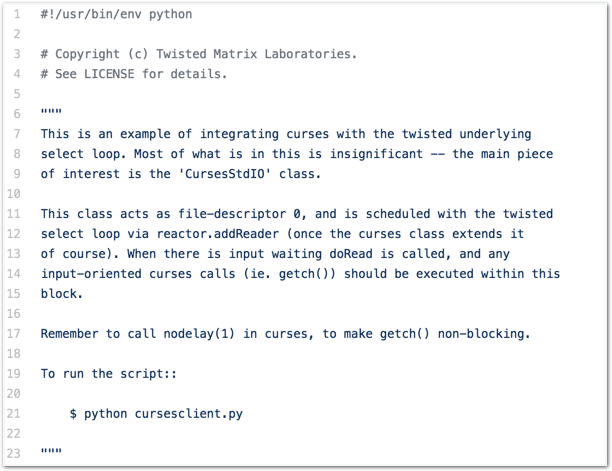 1 #!/usr/bin/env python
2
3 # Copyright (c) Twisted Matrix Laboratories.
4 # See LICENSE for details.
5
6 """
7 This is an example of integrating curses with the twisted underlying
8 select loop. Most of what is in this is insignificant -- the main piece
9 of interest is the 'CursesStdIO' class.
10
11 This class acts as file-descriptor 0, and is scheduled with the twisted
12 select loop via reactor.addReader (once the curses class extends it
13 of course). When there is input waiting doRead is called, and any
14 input-oriented curses calls (ie. getch()) should be executed within this
15 block.
16
17 Remember to call nodelay(1) in curses, to make getch() non-blocking.
18
19 To run the script::
20
21     $ python cursesclient.py
22
23 """